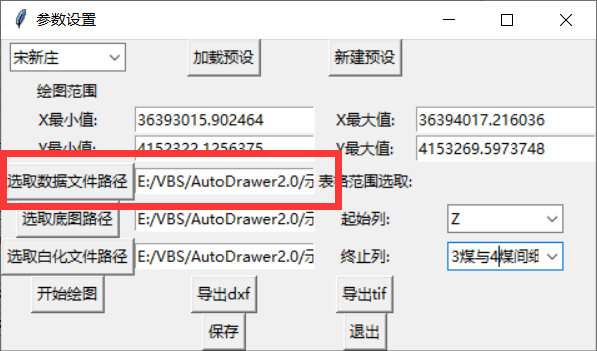 参数设置
宋新庄 加载预设 新建预设
绘图范围
X最小值: 36393015.902464 X最大值: 36394017.216036
Y最小值: 4152322.1256375 Y最大值: 4153269.5973748
选取数据文件路径 E:/VBS/AutoDrawer2.0/示 表格范围选取:
选取底图路径 E:/VBS/AutoDrawer2.0/示 起始列: Z
选取白化文件路径 E:/VBS/AutoDrawer2.0/示 终止列: 3煤与4煤间细
开始绘图 导出dxf 导出tif
保存 退出